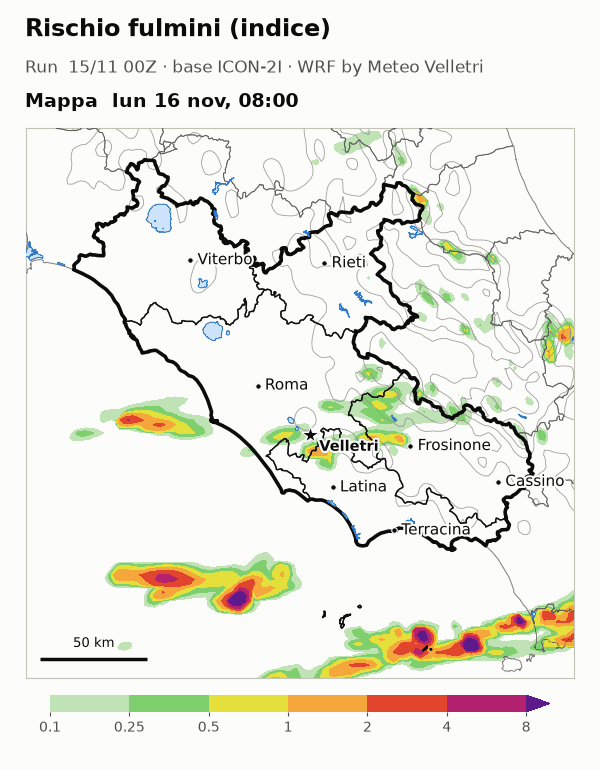 Rischio fulmini (indice)
Run  15/11 00Z · base ICON-2I · WRF by Meteo Velletri
Mappa  lun 16 nov, 08:00
Viterbo
Rieti
Roma
Velletri
Frosinone
Latina
Cassino
Terracina
50 km
0.1 0.25 0.5 1 2 4 8